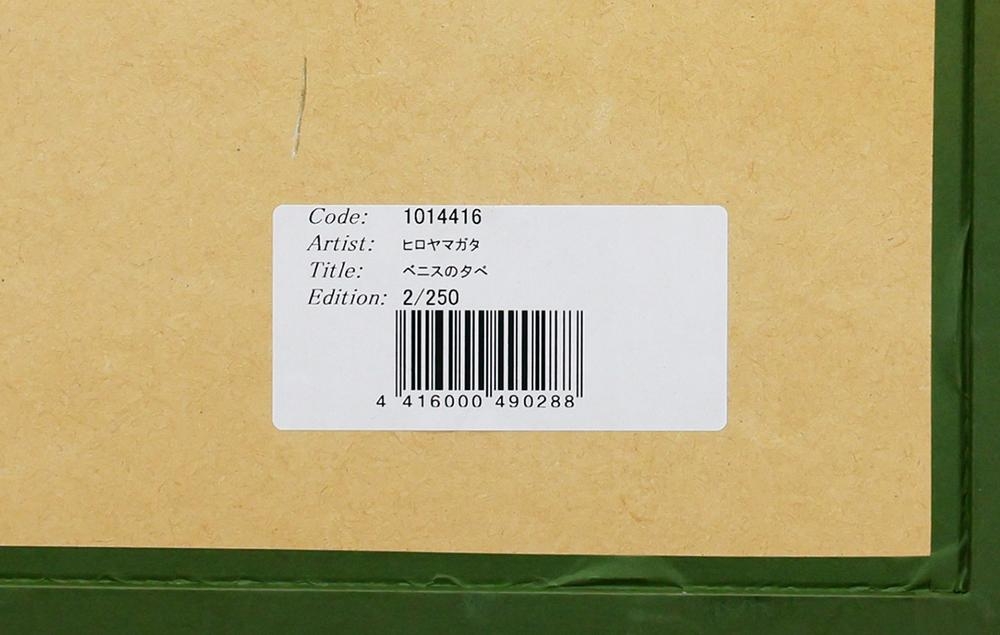 Code: 1014416
Artist: ヒロヤマガタ
Title: ベニスの夕べ
Edition: 2/250
4 416000 490288